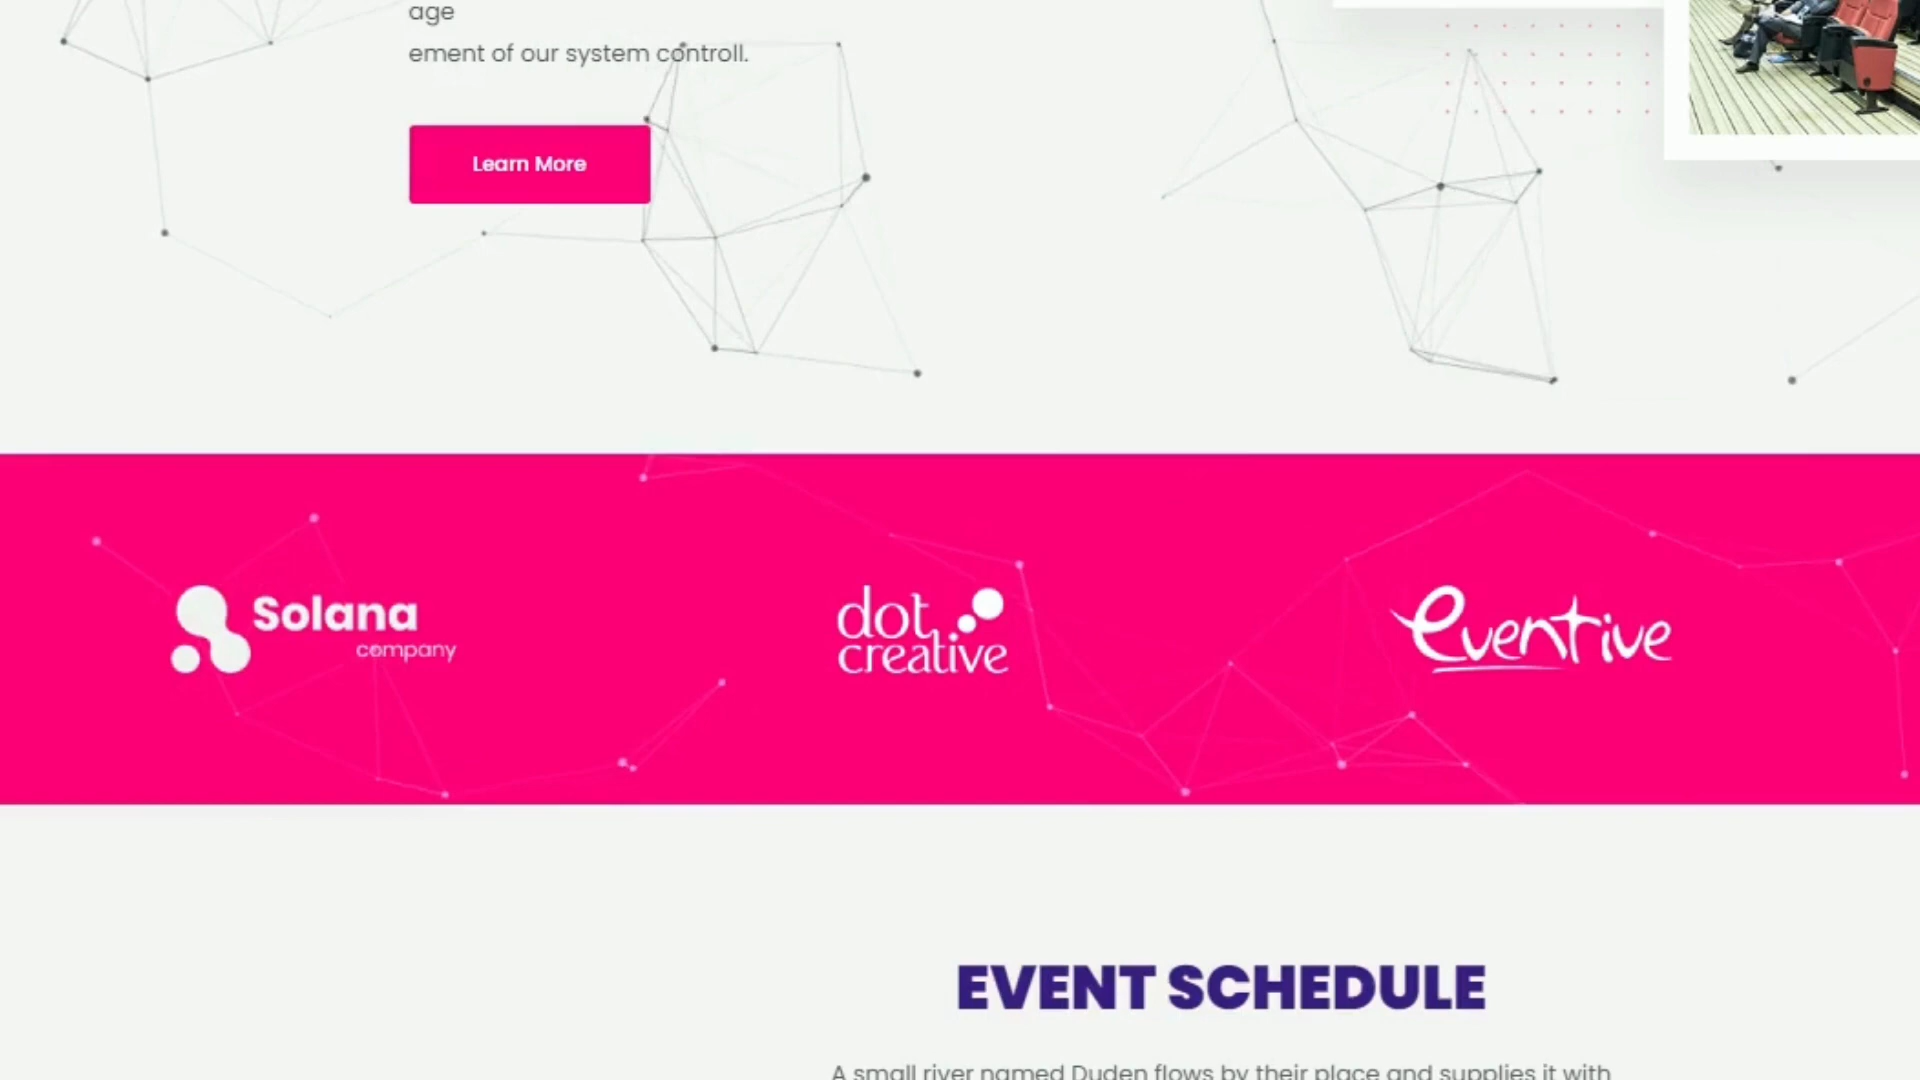 age
ement of our system controll.
Learn More
Solana
company
dot
creative
eventive
EVENT SCHEDULE
A small river named Duden flows by their place and supplies it with